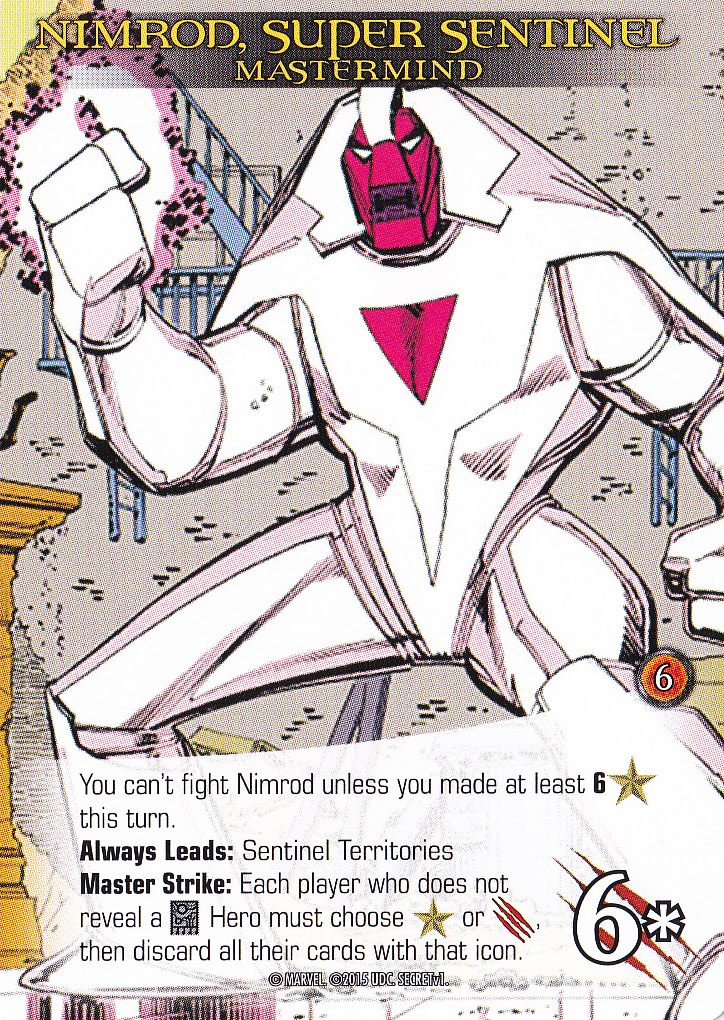 NIMROD, SUPER SENTINEL
MASTERMIND
6
You can't fight Nimrod unless you made at least 6
this turn.
Always Leads: Sentinel Territories
Master Strike: Each player who does not
reveal a Hero must choose or ,
then discard all their cards with that icon.
6*
© MARVEL, ©2015 UDC. SECRETV1.